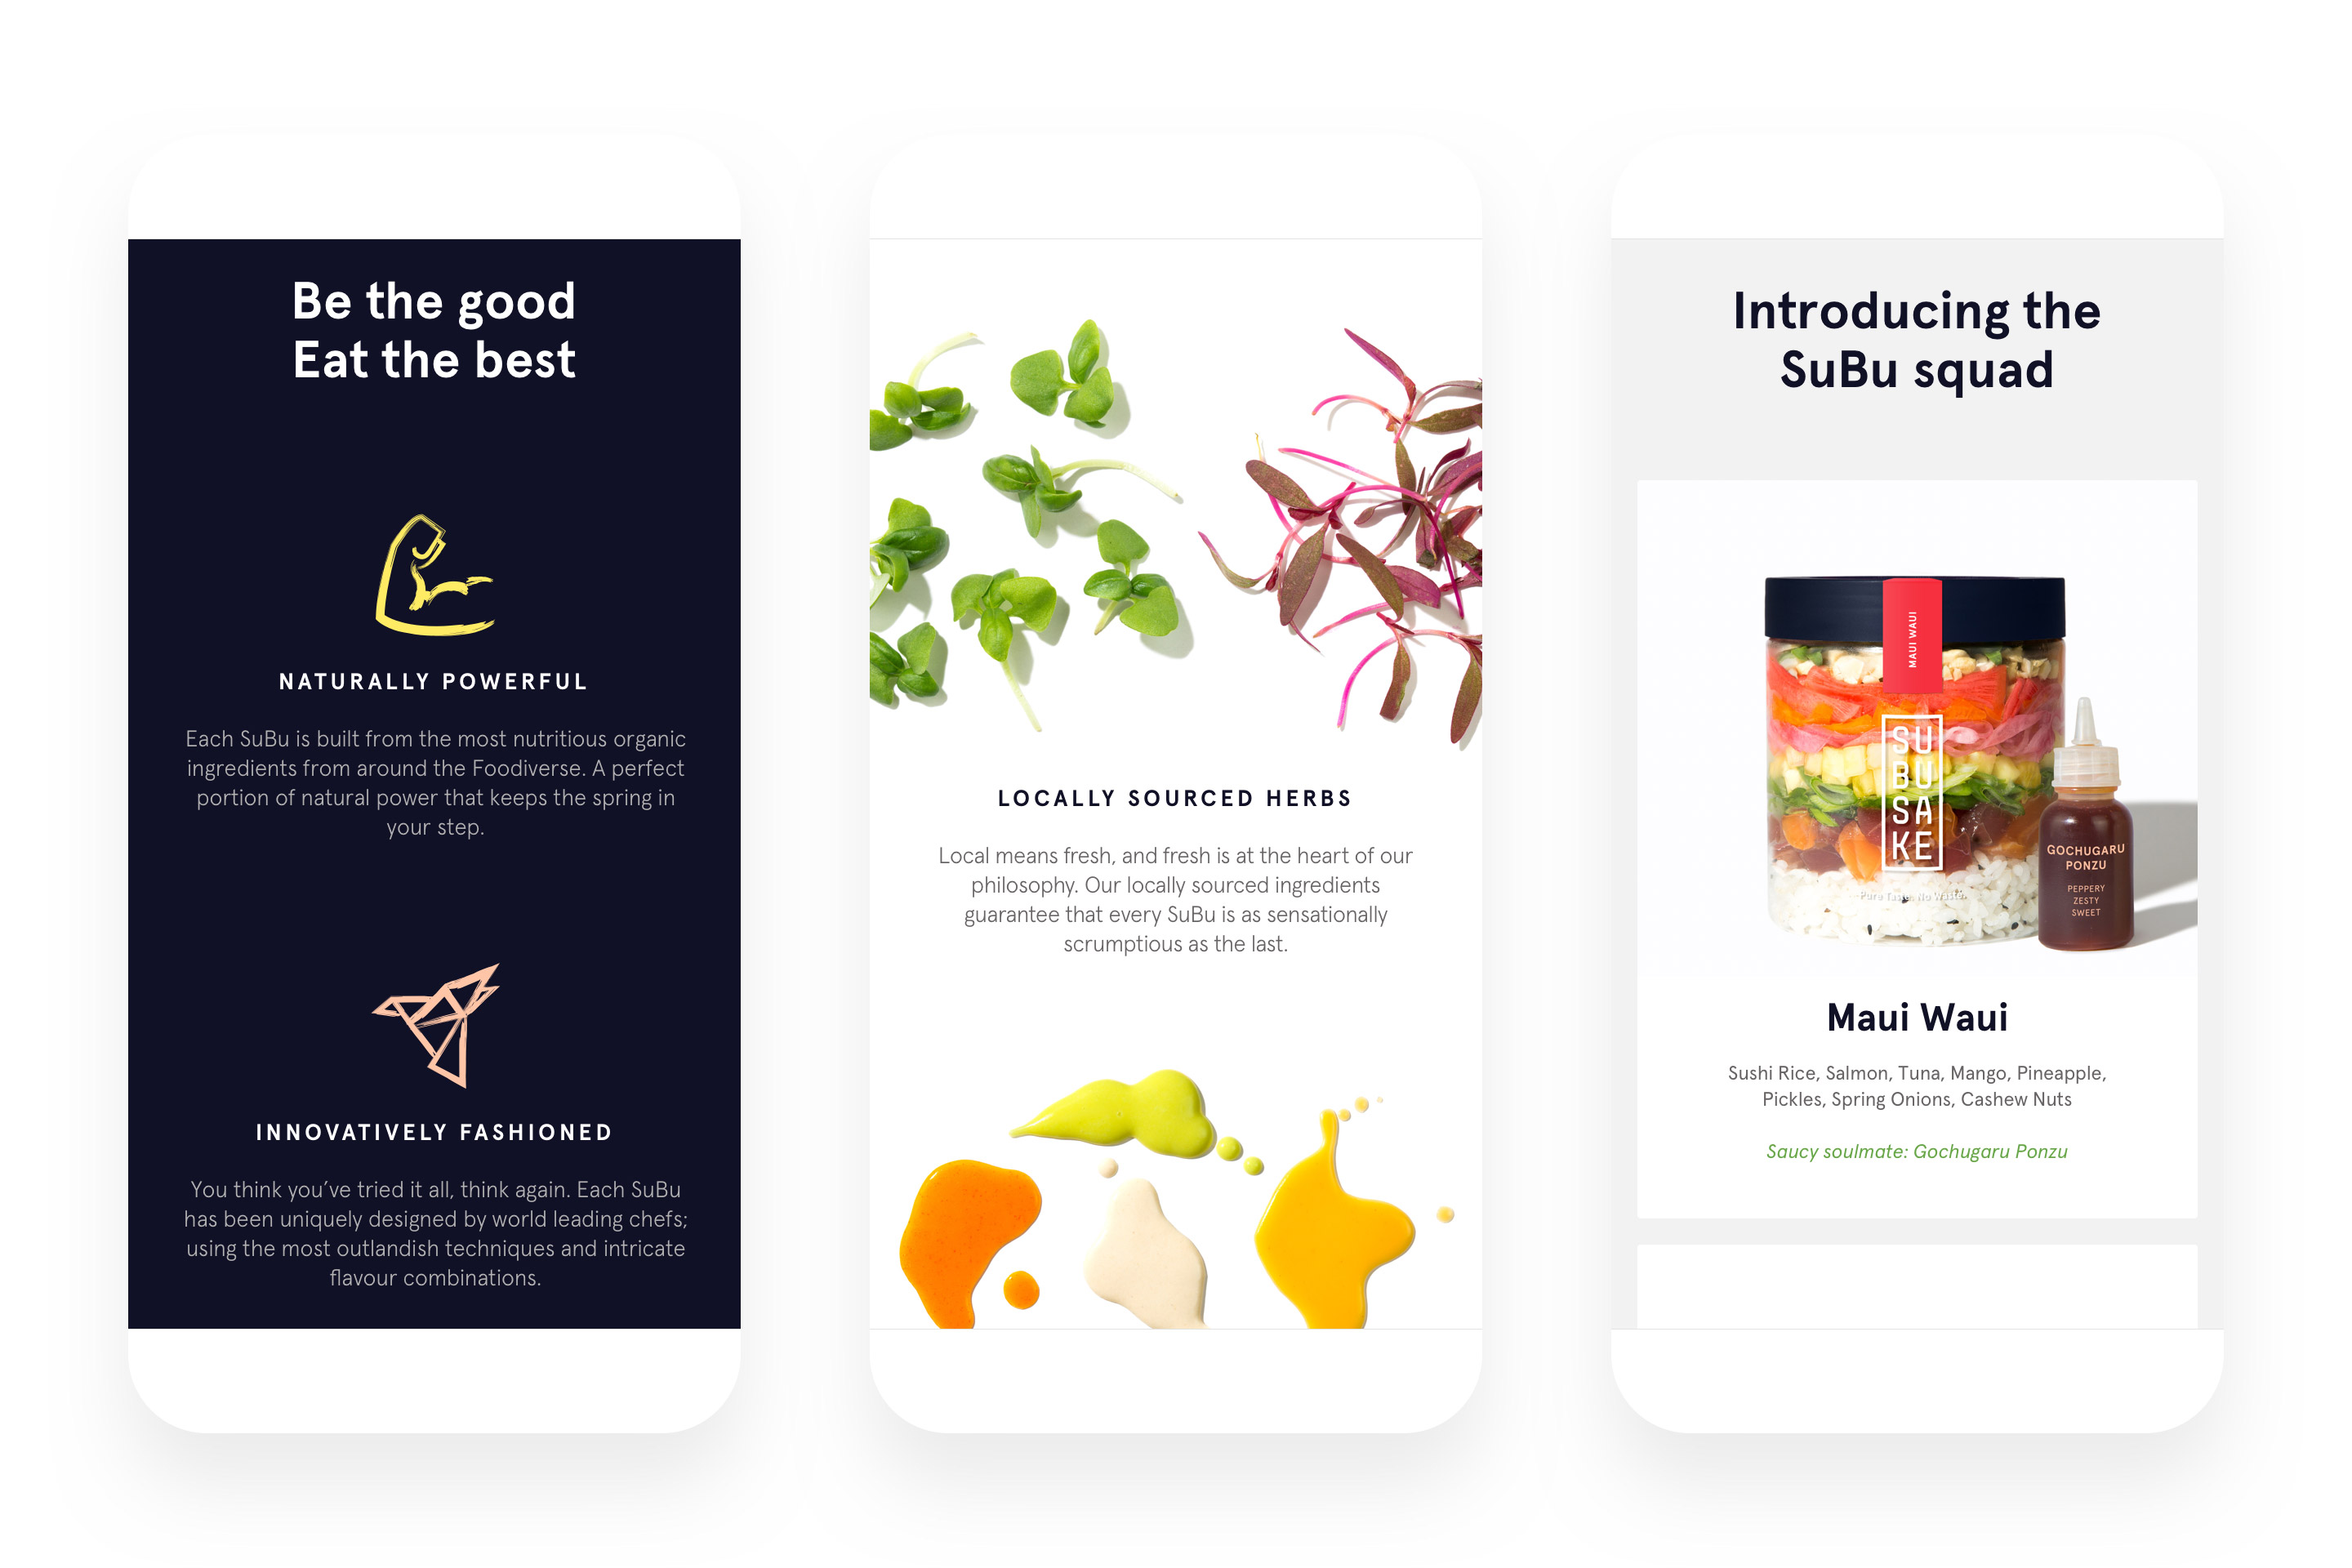 Be the good
Eat the best
NATURALLY POWERFUL
Each SuBu is built from the most nutritious organic
ingredients from around the Foodiverse. A perfect
portion of natural power that keeps the spring in
your step.
INNOVATIVELY FASHIONED
You think you’ve tried it all, think again. Each SuBu
has been uniquely designed by world leading chefs;
using the most outlandish techniques and intricate
flavour combinations.
LOCALLY SOURCED HERBS
Local means fresh, and fresh is at the heart of our
philosophy. Our locally sourced ingredients
guarantee that every SuBu is as sensationally
scrumptious as the last.
Introducing the
SuBu squad
MAUI WAUI
SU
BU
SA
KE
Pure Taste. No Waste.
GOCHUGARU
PONZU
PEPPERY
ZESTY
SWEET
Maui Waui
Sushi Rice, Salmon, Tuna, Mango, Pineapple,
Pickles, Spring Onions, Cashew Nuts
Saucy soulmate: Gochugaru Ponzu